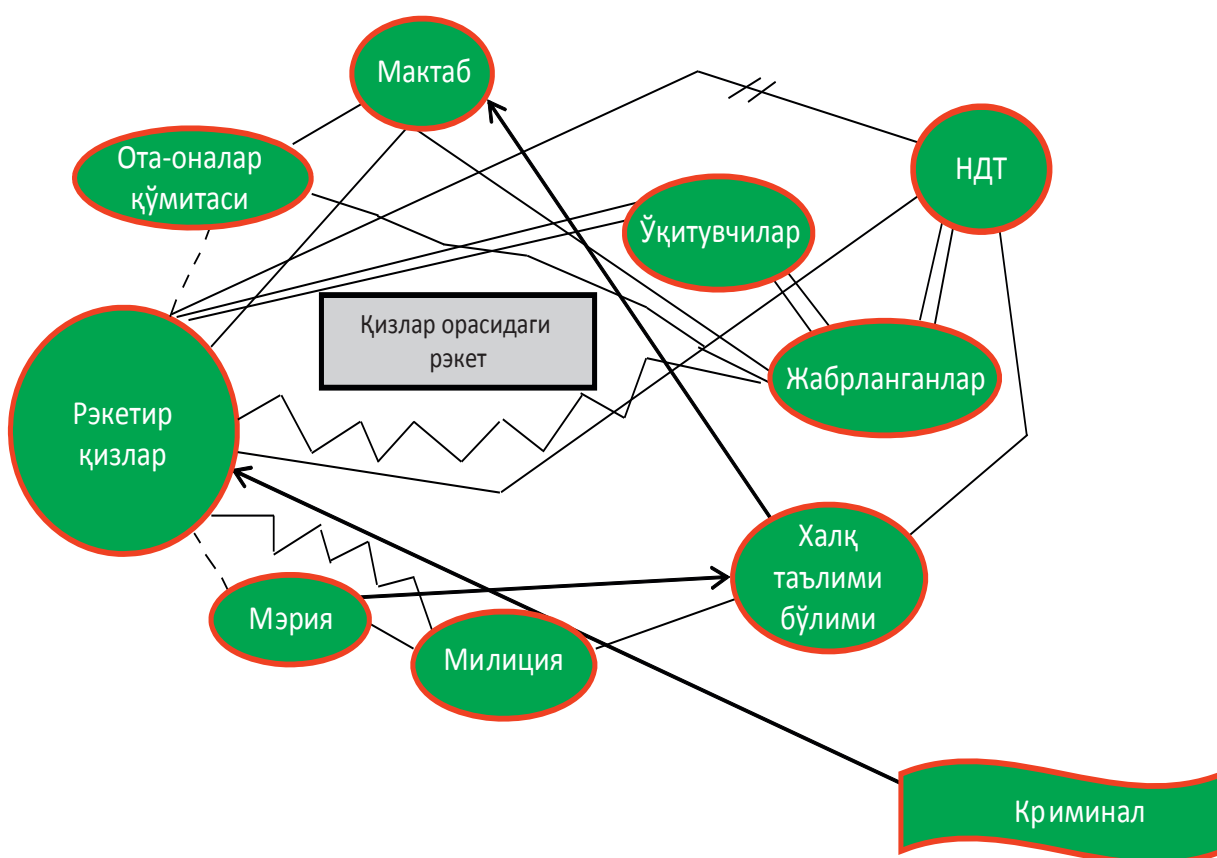 Мактаб
Ота-оналар
қўмитаси
НДТ
Ўқитувчилар
Қизлар орасидаги
рэкет
Жабрланганлар
Рэкетир
қизлар
Халқ
таълими
бўлими
Мэрия
Милиция
Криминал